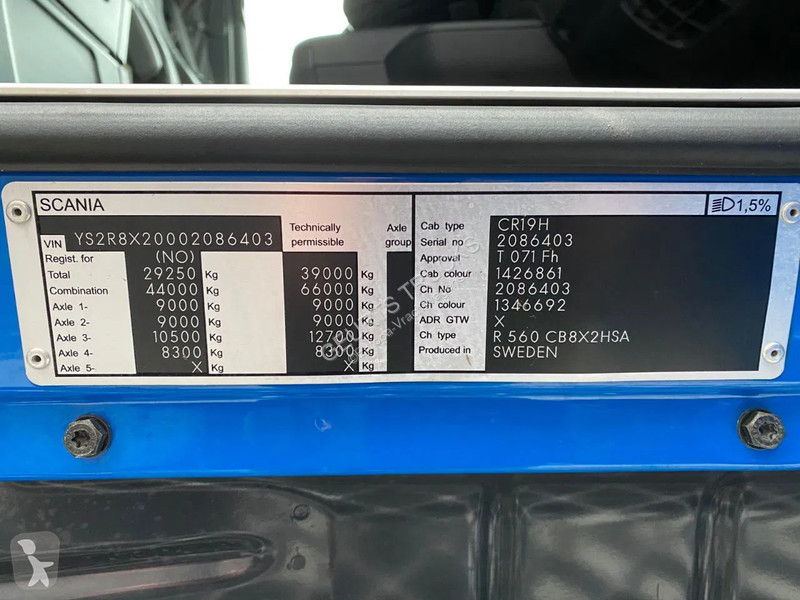 SCANIA
1,5%
VIN YS2R8X20002086403 Technically permissible Axle group
Regist. for (NO)
Total 29250 Kg 39000 Kg
Combination 44000 Kg 66000 Kg
Axle 1- 9000 Kg 9000 Kg
Axle 2- 9000 Kg 9000 Kg
Axle 3- 10500 Kg 12700 Kg
Axle 4- 8300 Kg 8300 Kg
Axle 5- X Kg X Kg
Cab type CR19H
Serial no 2086403
Approval T 071 Fh
Cab colour 1426861
Ch No 2086403
Ch colour 1346692
ADR GTW X
Ch type R 560 CB8X2HSA
Produced in SWEDEN